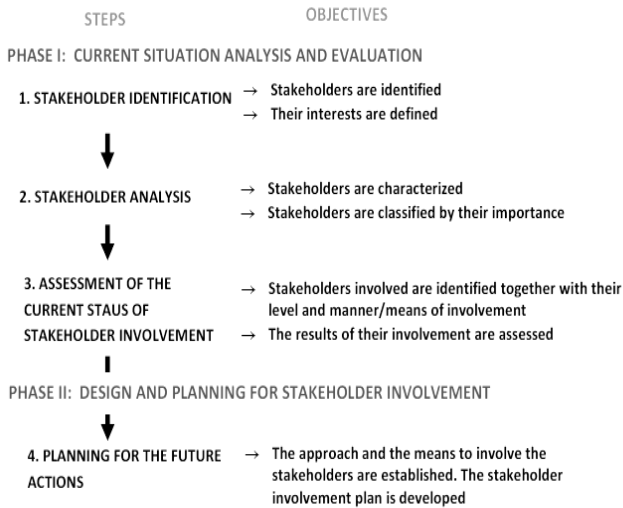 STEPS
OBJECTIVES
PHASE I: CURRENT SITUATION ANALYSIS AND EVALUATION
1. STAKEHOLDER IDENTIFICATION
→ Stakeholders are identified
→ Their interests are defined
2. STAKEHOLDER ANALYSIS
→ Stakeholders are characterized
→ Stakeholders are classified by their importance
3. ASSESSMENT OF THE
CURRENT STAUS OF
STAKEHOLDER INVOLVEMENT
→ Stakeholders involved are identified together with their
level and manner/means of involvement
→ The results of their involvement are assessed
PHASE II: DESIGN AND PLANNING FOR STAKEHOLDER INVOLVEMENT
4. PLANNING FOR THE FUTURE
ACTIONS
→ The approach and the means to involve the
stakeholders are established. The stakeholder
involvement plan is developed